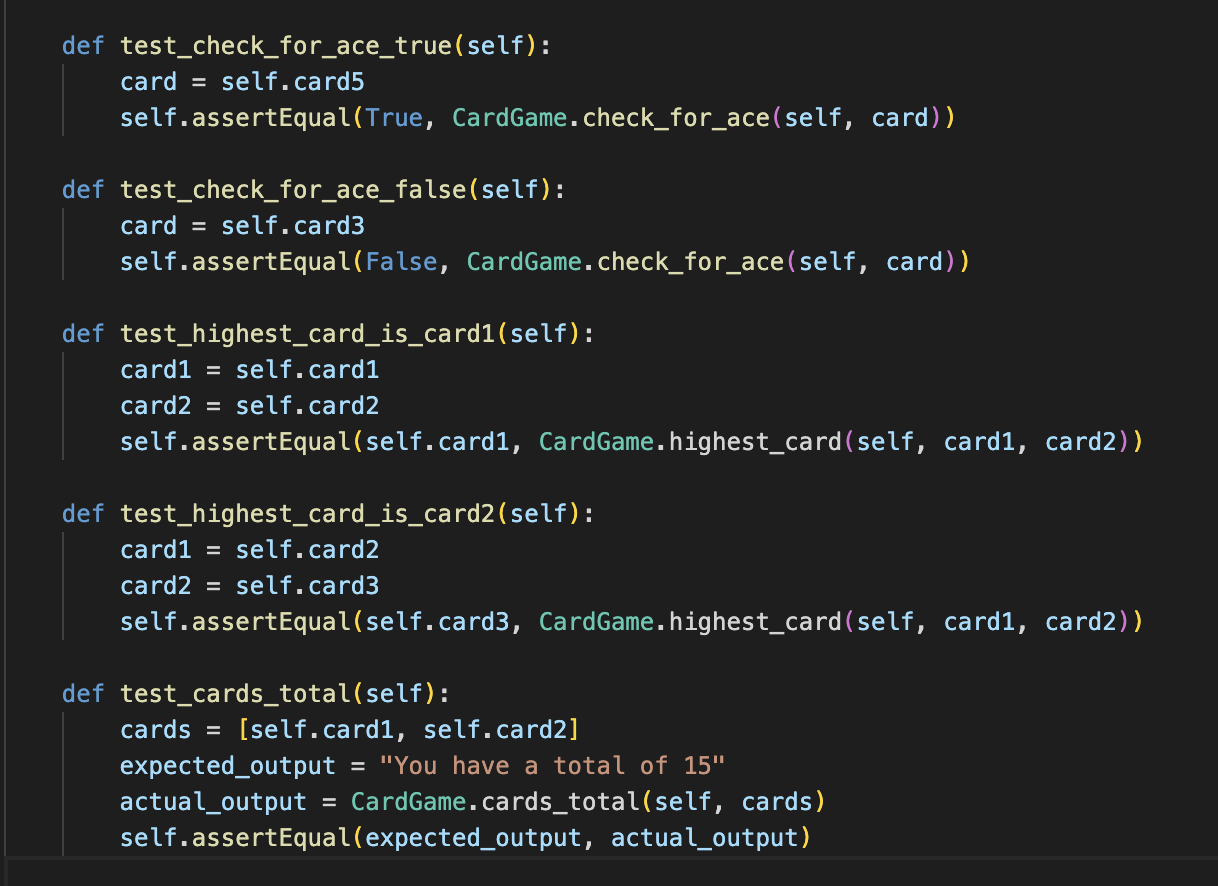 def test_check_for_ace_true(self):
    card = self.card5
    self.assertEqual(True, CardGame.check_for_ace(self, card))
def test_check_for_ace_false(self):
    card = self.card3
    self.assertEqual(False, CardGame.check_for_ace(self, card))
def test_highest_card_is_card1(self):
    card1 = self.card1
    card2 = self.card2
    self.assertEqual(self.card1, CardGame.highest_card(self, card1, card2))
def test_highest_card_is_card2(self):
    card1 = self.card2
    card2 = self.card3
    self.assertEqual(self.card3, CardGame.highest_card(self, card1, card2))
def test_cards_total(self):
    cards = [self.card1, self.card2]
    expected_output = "You have a total of 15"
    actual_output = CardGame.cards_total(self, cards)
    self.assertEqual(expected_output, actual_output)